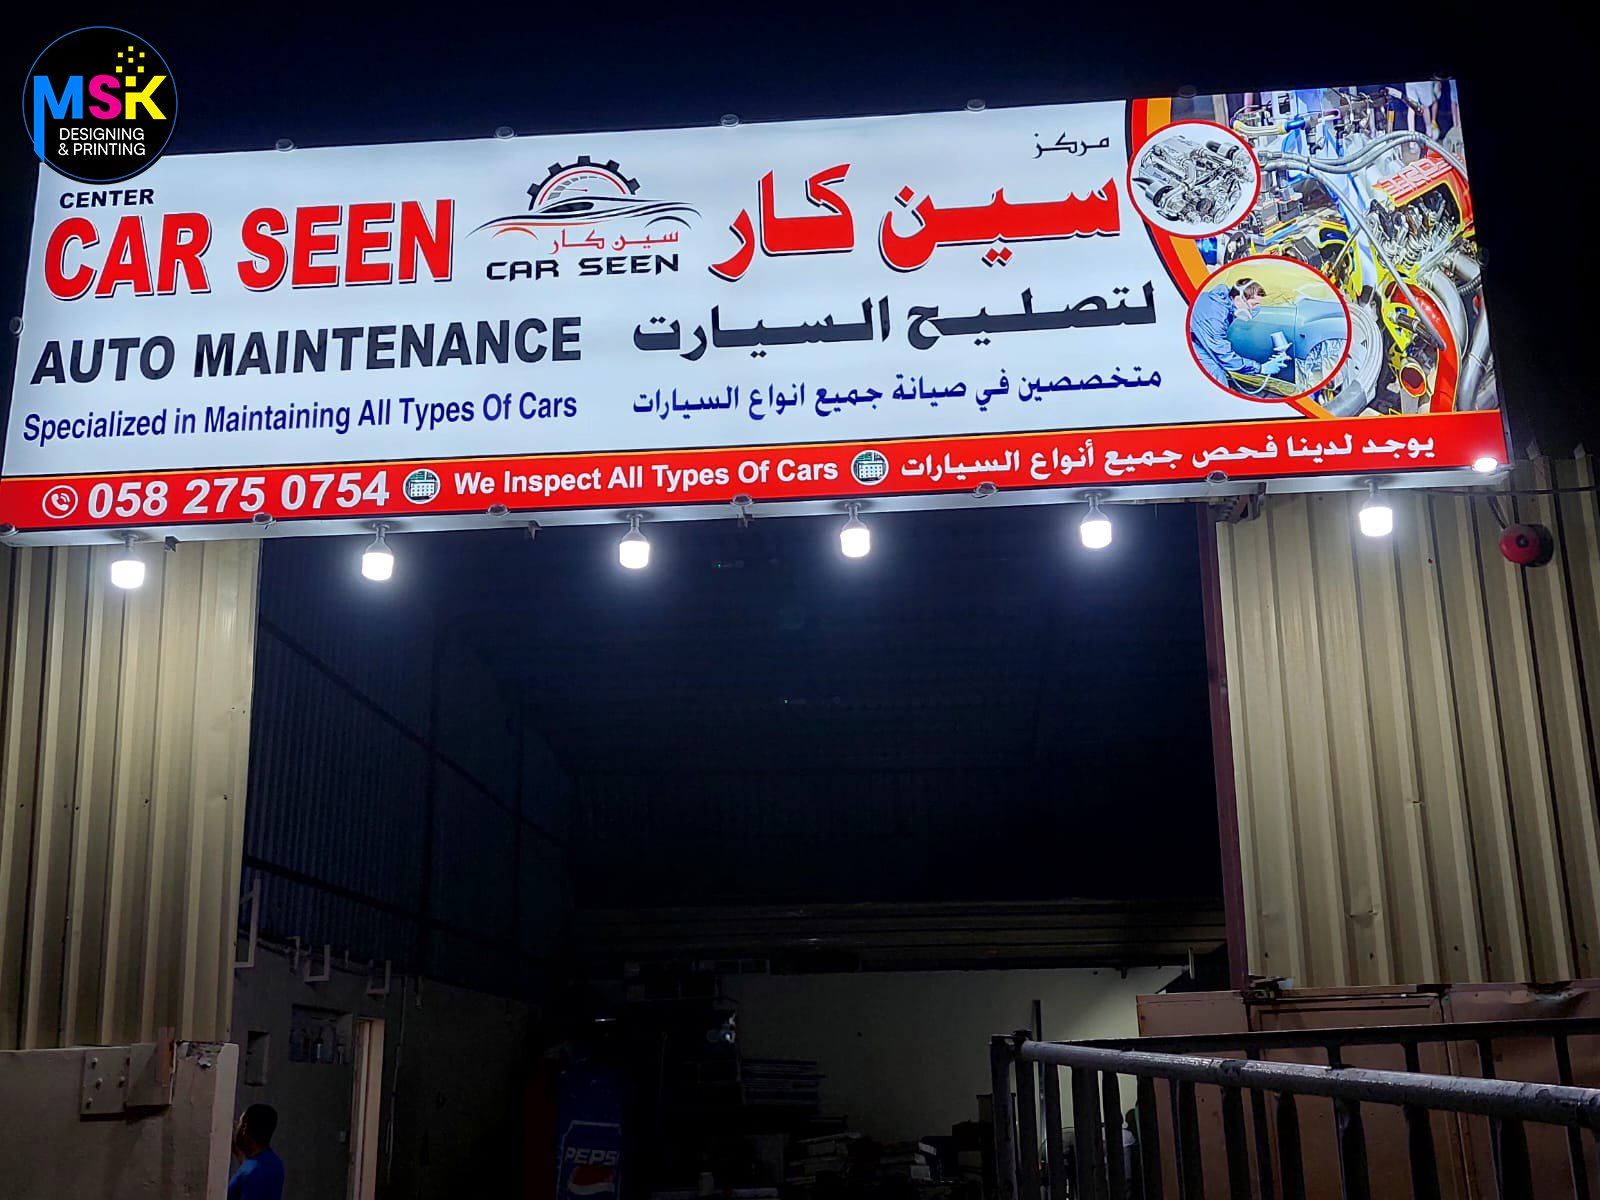 MSK
DESIGNING
& PRINTING
CENTER
CAR SEEN
سين كار
CAR SEEN
مركز
سين كار
AUTO MAINTENANCE
لتصليح السيارت
Specialized in Maintaining All Types Of Cars
متخصصين في صيانة جميع انواع السيارات
058 275 0754
We Inspect All Types Of Cars
يوجد لدينا فحص جميع أنواع السيارات
PEPSI